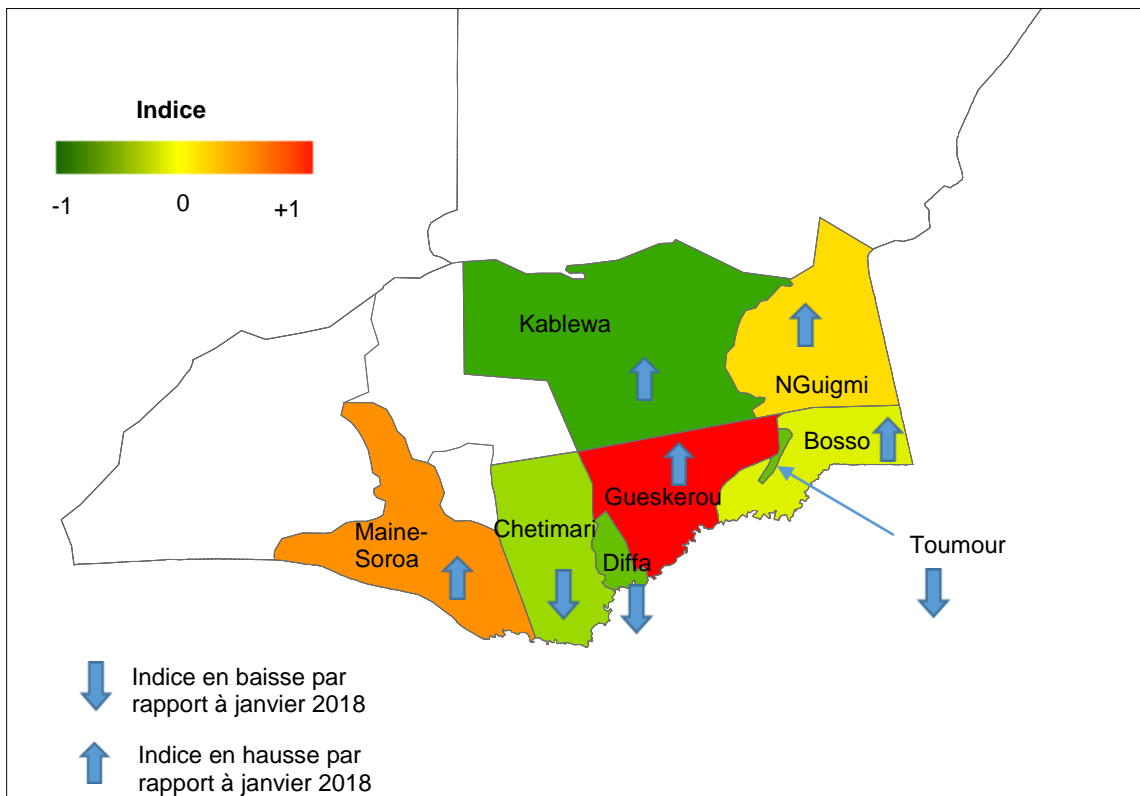 Indice
-1 0 +1
Kablewa
NGuigmi
Bosso
Gueskerou
Chetimari
Maine-
Soroa
Diffa
Toumour
Indice en baisse par
rapport à janvier 2018
Indice en hausse par
rapport à janvier 2018